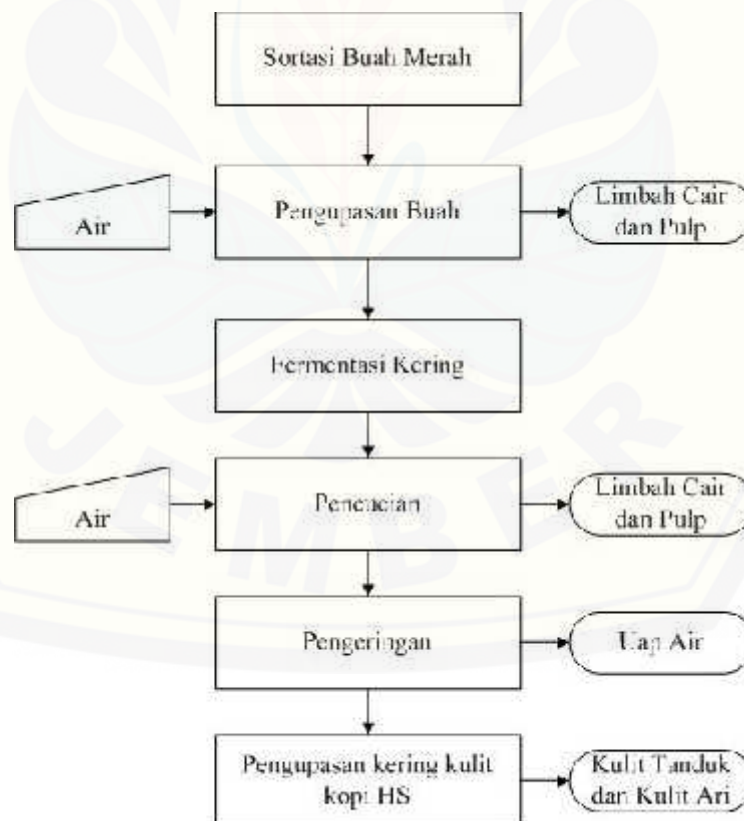 Sortasi Buah Merah
Air
Pengupasan Buah
Limbah Cair
dan Pulp
Fermentasi Kering
JEMBER
Air
Pencucian
Limbah Cair
dan Pulp
Pengeringan
Uap Air
Pengupasan kering kulit
kopi HS
Kulit Tanduk
dan Kulit Ari